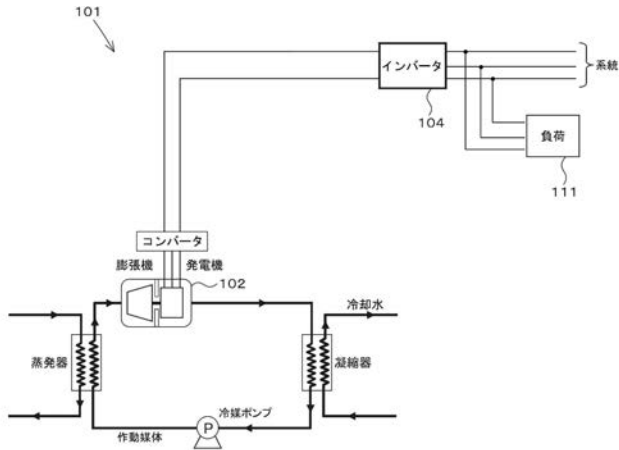 101
インバータ
系統
104
負荷
111
コンバータ
膨張機
発電機
102
冷却水
蒸発器
凝縮器
冷媒ポンプ
P
作動媒体